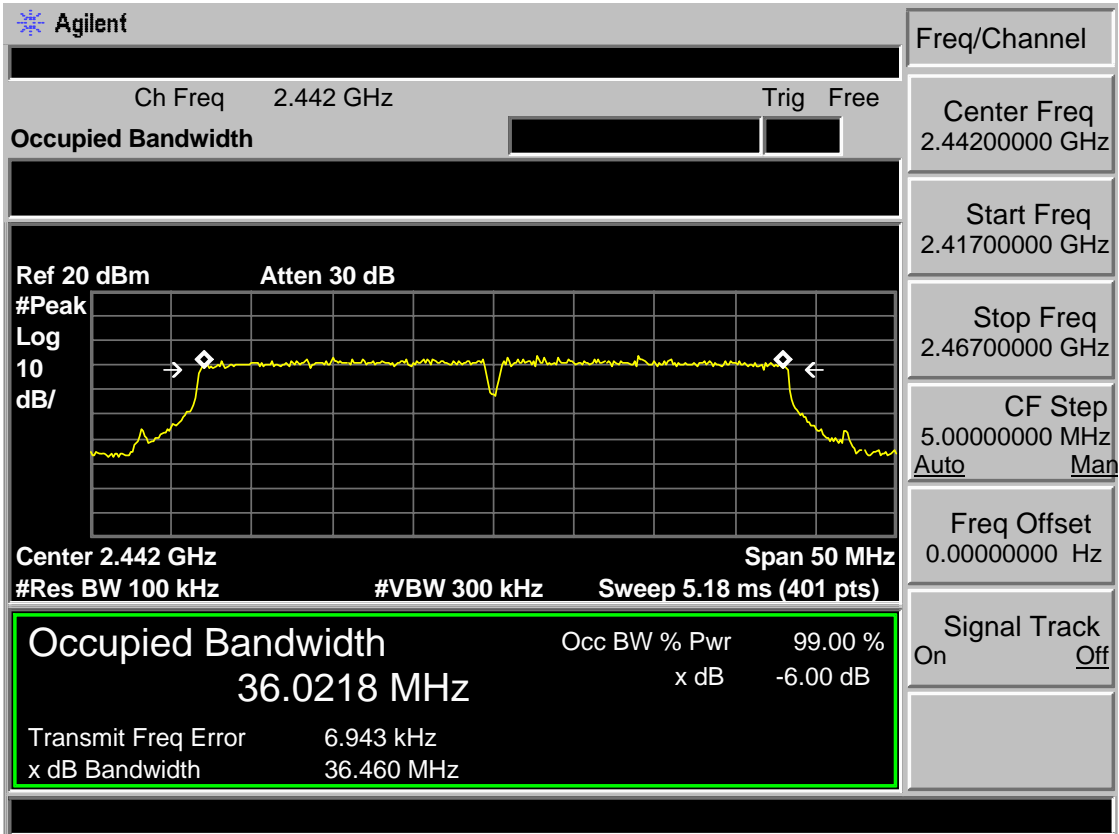 Agilent
Freq/Channel
Ch Freq 2.442 GHz Trig Free
Occupied Bandwidth
Center Freq
2.44200000 GHz
Start Freq
2.41700000 GHz
Stop Freq
2.46700000 GHz
CF Step
5.00000000 MHz
Auto Man
Freq Offset
0.00000000 Hz
Signal Track
On Off
Ref 20 dBm Atten 30 dB
#Peak
Log
10
dB/
Center 2.442 GHz Span 50 MHz
#Res BW 100 kHz #VBW 300 kHz Sweep 5.18 ms (401 pts)
Occupied Bandwidth Occ BW % Pwr 99.00 %
36.0218 MHz x dB -6.00 dB
Transmit Freq Error 6.943 kHz
x dB Bandwidth 36.460 MHz